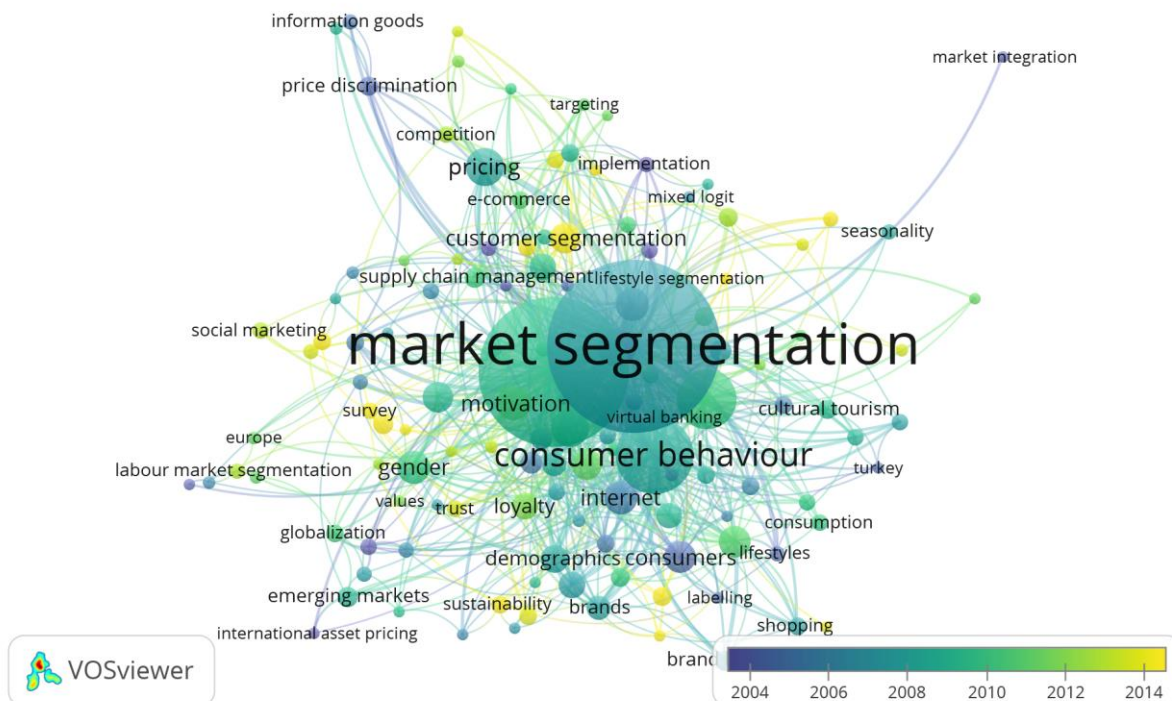 information goods
market integration
price discrimination
targeting
competition
pricing
implementation
e-commerce
mixed logit
customer segmentation
seasonality
supply chain management
lifestyle segmentation
social marketing
market segmentation
motivation
survey
virtual banking
cultural tourism
europe
consumer behaviour
labour market segmentation
gender
turkey
values
trust
loyalty
internet
consumption
globalization
demographics
consumers
lifestyles
emerging markets
sustainability
brands
labelling
shopping
international asset pricing
brand
VOSviewer
2004
2006
2008
2010
2012
2014